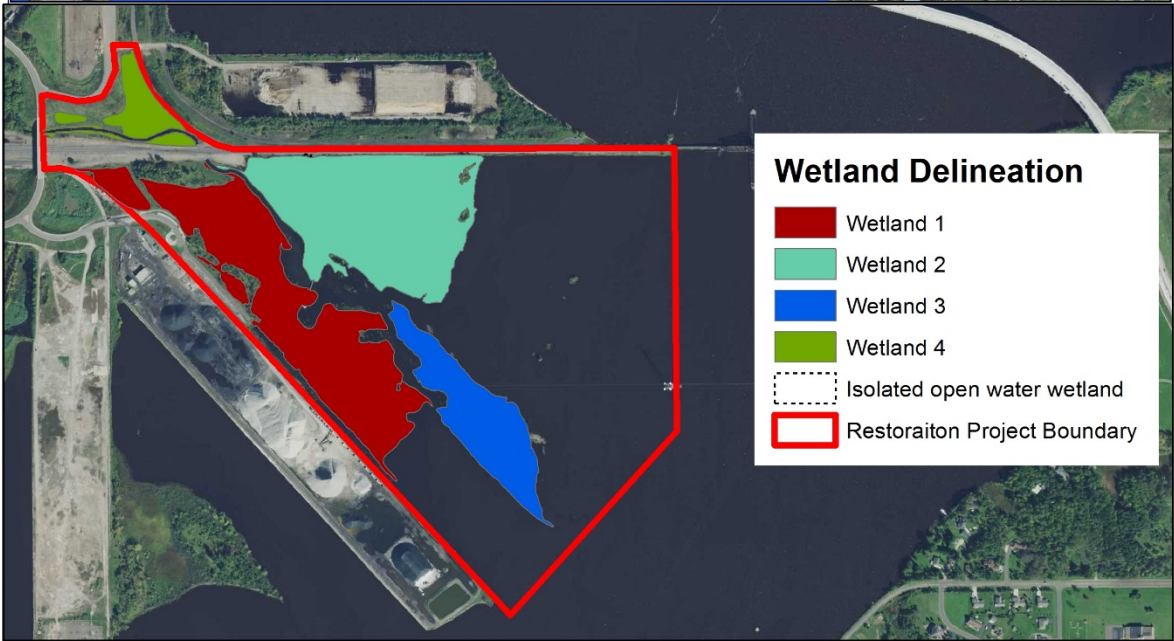 Wetland Delineation
Wetland 1
Wetland 2
Wetland 3
Wetland 4
Isolated open water wetland
Restoraiton Project Boundary